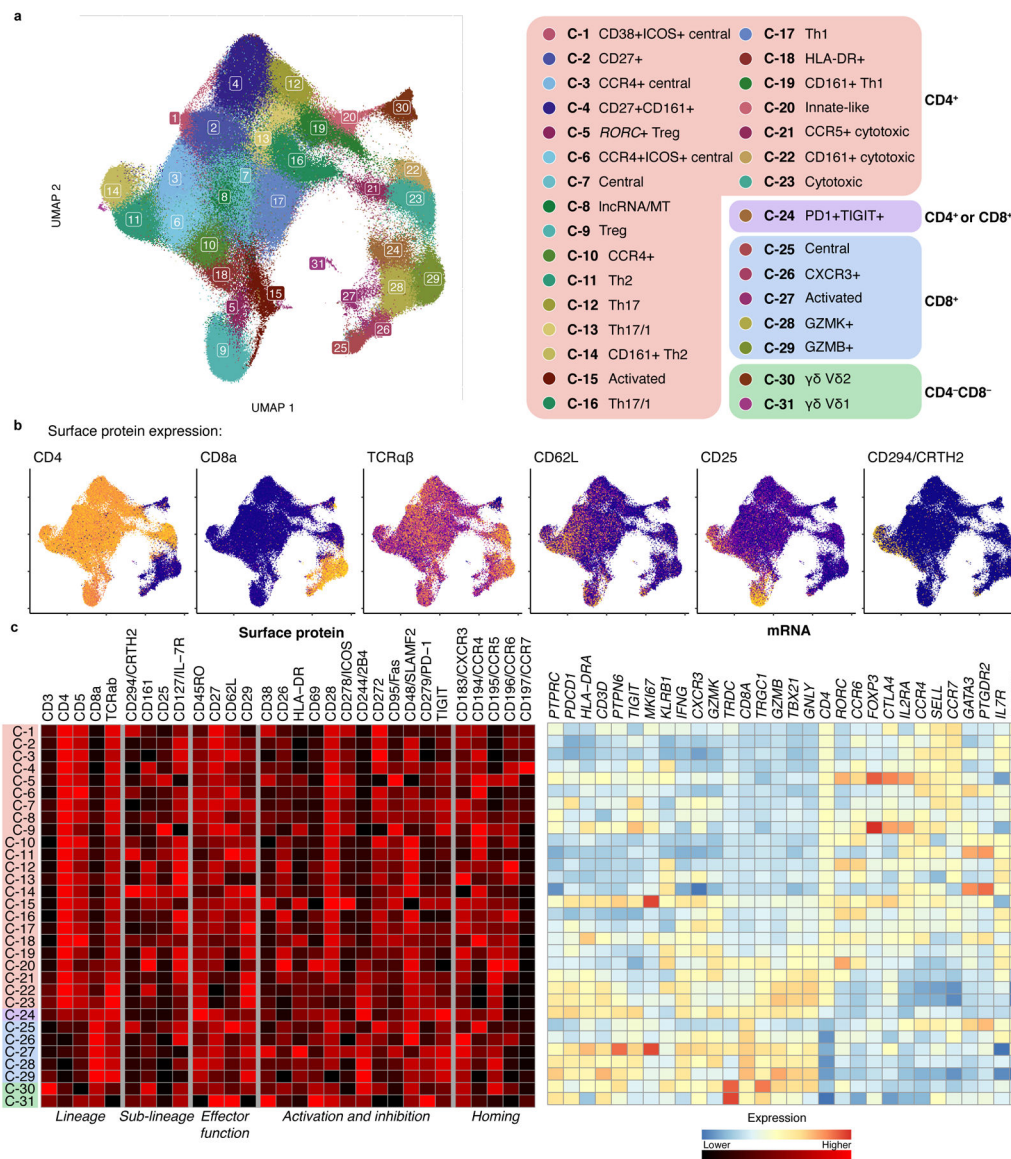 a
UMAP 2
UMAP 1
1
2
3
4
5
6
7
8
9
10
11
12
13
14
15
16
17
18
19
20
21
22
23
24
25
26
27
28
29
30
31
C-1 CD38+ICOS+ central
C-2 CD27+
C-3 CCR4+ central
C-4 CD27+CD161+
C-5 RORC+ Treg
C-6 CCR4+ICOS+ central
C-7 Central
C-8 lncRNA/MT
C-9 Treg
C-10 CCR4+
C-11 Th2
C-12 Th17
C-13 Th17/1
C-14 CD161+ Th2
C-15 Activated
C-16 Th17/1
C-17 Th1
C-18 HLA-DR+
C-19 CD161+ Th1
C-20 Innate-like
C-21 CCR5+ cytotoxic
C-22 CD161+ cytotoxic
C-23 Cytotoxic
CD4⁺
C-24 PD1+TIGIT+
CD4⁺ or CD8⁺
C-25 Central
C-26 CXCR3+
C-27 Activated
C-28 GZMK+
C-29 GZMB+
CD8⁺
C-30 γδ Vδ2
C-31 γδ Vδ1
CD4⁻CD8⁻
b
Surface protein expression:
CD4
CD8a
TCRαβ
CD62L
CD25
CD294/CRTH2
c
Surface protein
mRNA
CD3
CD4
CD5
CD8a
TCRab
CD294/CRTH2
CD161
CD25
CD127/IL-7R
CD45RO
CD27
CD62L
CD29
CD38
CD26
HLA-DR
CD69
CD28
CD278/ICOS
CD244/2B4
CD272
CD95/Fas
CD48/SLAMF2
CD279/PD-1
TIGIT
CD183/CXCR3
CD194/CCR4
CD195/CCR5
CD196/CCR6
CD197/CCR7
PTPRC
PDCD1
HLA-DRA
CD3D
PTPN6
TIGIT
MKI67
KLRB1
IFNG
CXCR3
GZMK
TRDC
CD8A
TRGC1
GZMB
TBX21
GNLY
CD4
RORC
CCR6
FOXP3
CTLA4
IL2RA
CCR4
SELL
CCR7
GATA3
PTGDR2
IL7R
C-1
C-2
C-3
C-4
C-5
C-6
C-7
C-8
C-9
C-10
C-11
C-12
C-13
C-14
C-15
C-16
C-17
C-18
C-19
C-20
C-21
C-22
C-23
C-24
C-25
C-26
C-27
C-28
C-29
C-30
C-31
Lineage
Sub-lineage
Effector
function
Activation and inhibition
Homing
Expression
Lower
Higher